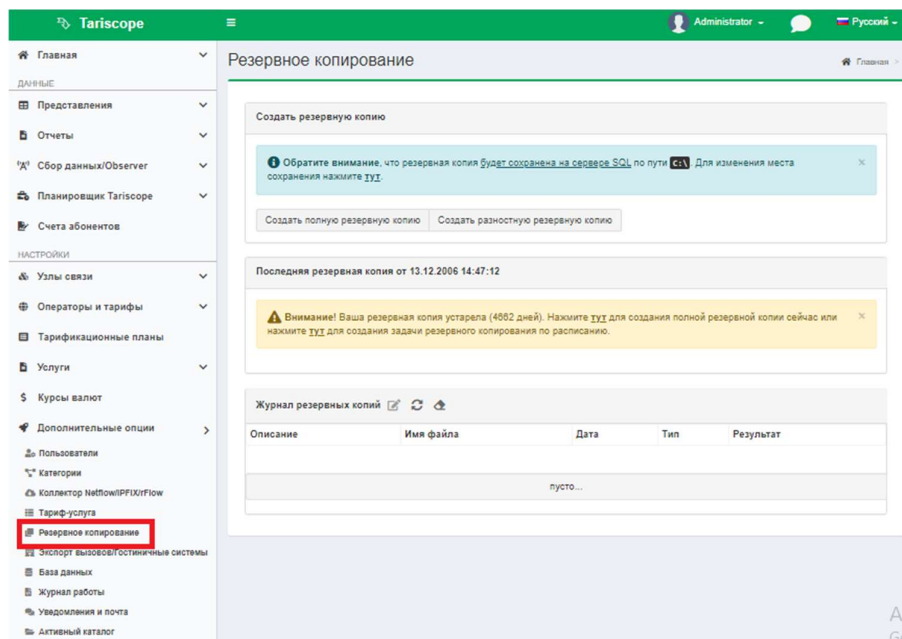 Tariscope
Administrator
Русский
Главная
ДАННЫЕ
Представления
Отчеты
Сбор данных/Observer
Планировщик Tariscope
Счета абонентов
НАСТРОЙКИ
Узлы связи
Операторы и тарифы
Тарификационные планы
Услуги
$ Курсы валют
Дополнительные опции
Пользователи
Категории
Коллектор Netflow/IPFIX/rFlow
Тариф-услуга
Резервное копирование
Экспорт вызовов/Гостиничные системы
База данных
Журнал работы
Уведомления и почта
Активный каталог
Резервное копирование
Главная >
Создать резервную копию
Обратите внимание, что резервная копия будет сохранена на сервере SQL по пути C:\. Для изменения места
сохранения нажмите тут.
×
Создать полную резервную копию
Создать разностную резервную копию
Последняя резервная копия от 13.12.2006 14:47:12
Внимание! Ваша резервная копия устарела (4662 дней). Нажмите тут для создания полной резервной копии сейчас или
нажмите тут для создания задачи резервного копирования по расписанию.
×
Журнал резервных копий
Описание Имя файла Дата Тип Результат
пусто...